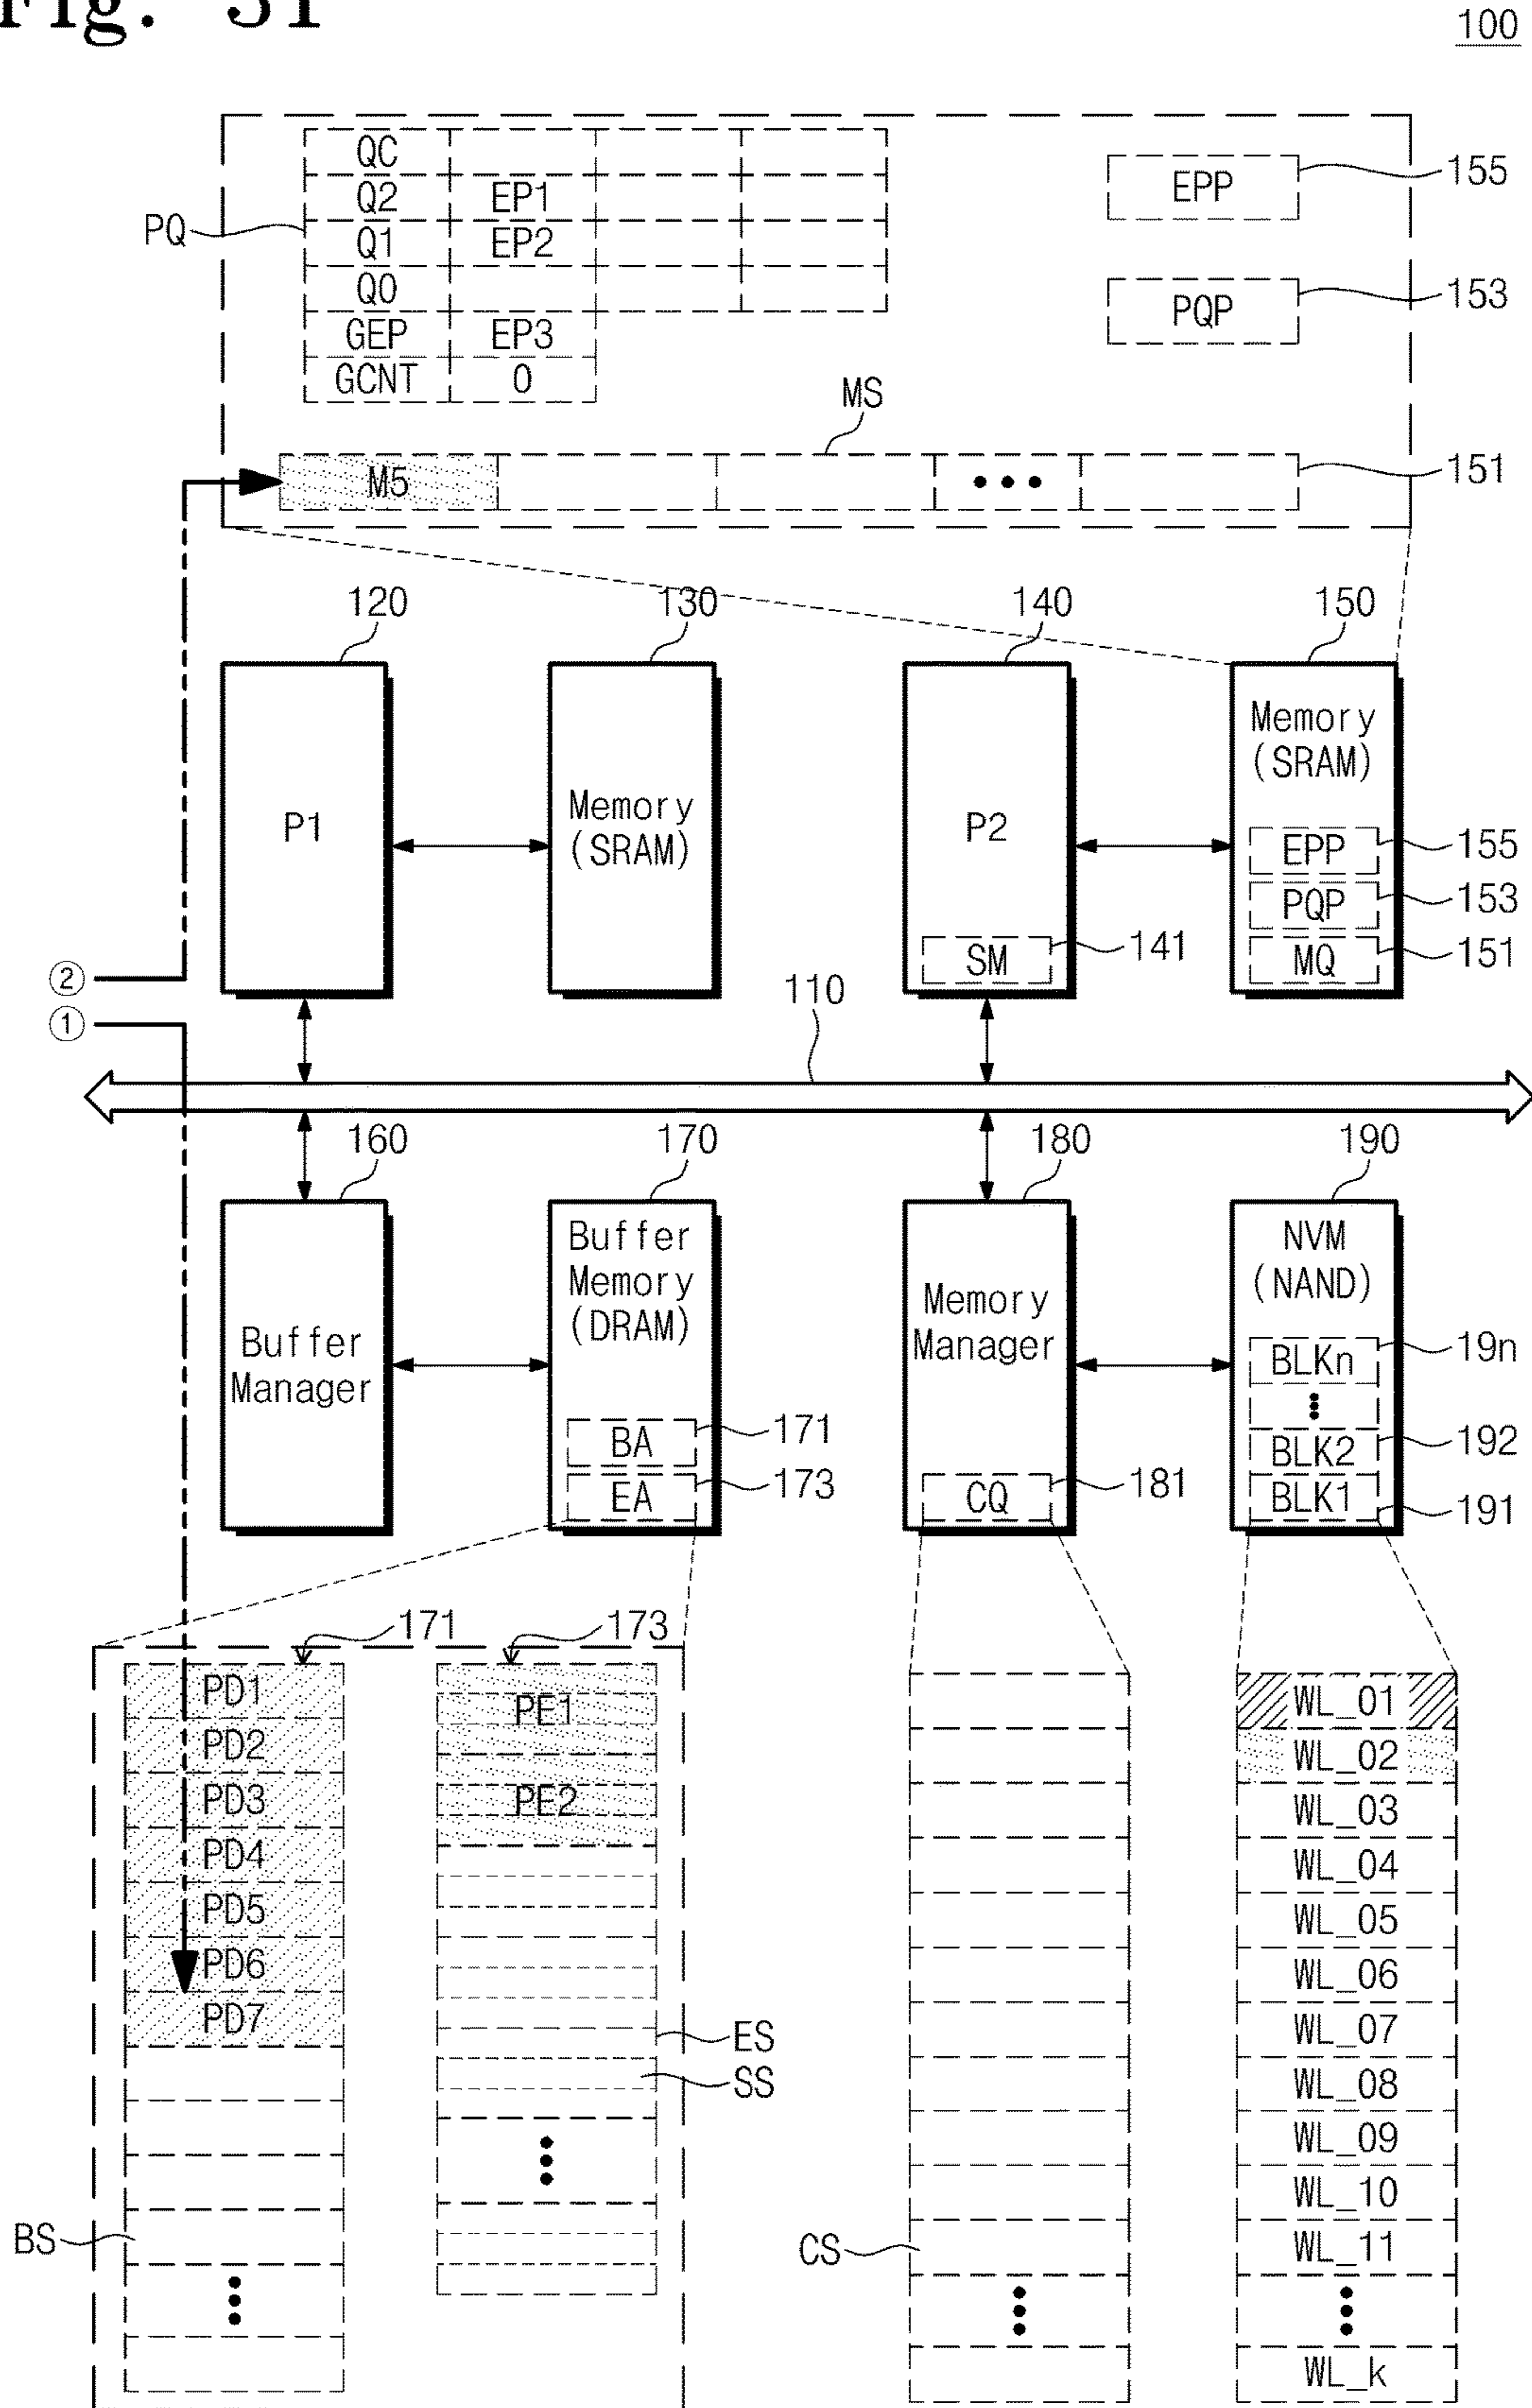 Fig. 31
100
QC
Q2 EP1
Q1 EP2
Q0
GEP EP3
GCNT 0
PQ
EPP 155
PQP 153
MS
M5 ••• 151
120 130 140 150
P1
Memory
(SRAM)
P2
SM 141
Memory
(SRAM)
EPP 155
PQP 153
MQ 151
②
①
110
160 170 180 190
Buffer
Manager
Buffer
Memory
(DRAM)
BA 171
EA 173
Memory
Manager
CQ 181
NVM
(NAND)
BLKn 19n
BLK2 192
BLK1 191
171 173
PD1
PD2
PD3
PD4
PD5
PD6
PD7
BS
PE1
PE2
ES
SS
CS
WL_01
WL_02
WL_03
WL_04
WL_05
WL_06
WL_07
WL_08
WL_09
WL_10
WL_11
WL_k